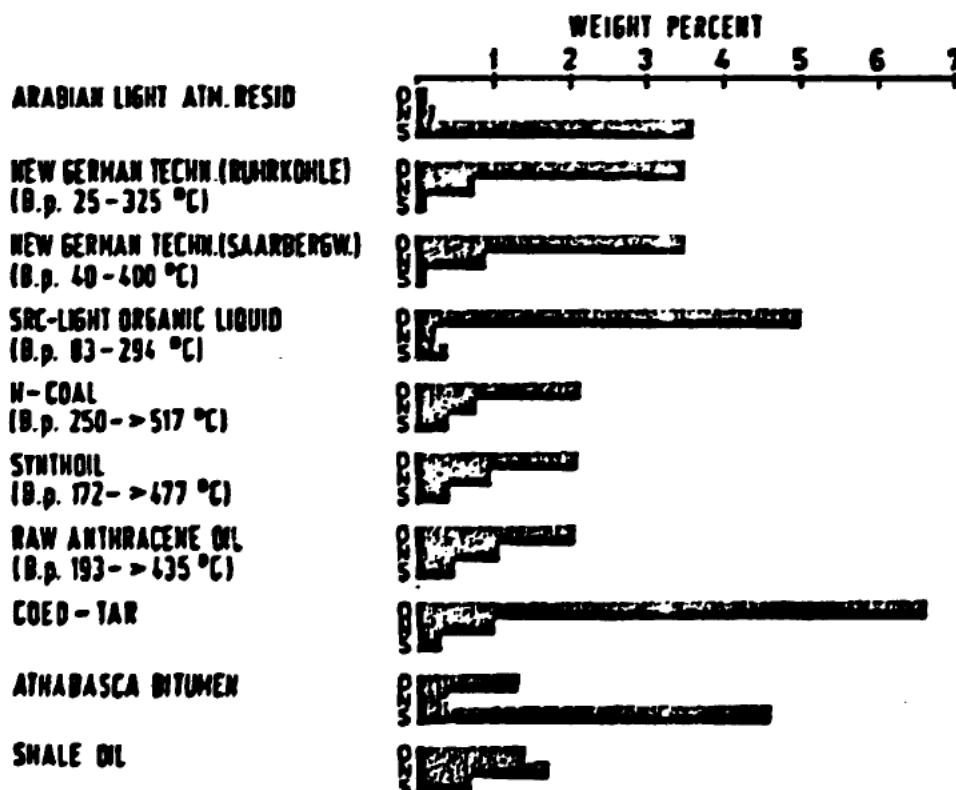 WEIGHT PERCENT
1 2 3 4 5 6 7
ARABIAN LIGHT ATM. RESID
O
N
S
NEW GERMAN TECHN.(RUHRKOHLE)
(B.p. 25-325 °C)
O
N
S
NEW GERMAN TECHN.(SAARBERGW.)
(B.p. 40-400 °C)
O
N
S
SRC-LIGHT ORGANIC LIQUID
(B.p. 83-294 °C)
O
N
S
H-COAL
(B.p. 250->517 °C)
O
N
S
SYNTHOIL
(B.p. 172->477 °C)
O
N
S
RAW ANTHRACENE OIL
(B.p. 193->435 °C)
O
N
S
COED-TAR
O
N
S
ATHABASCA BITUMEN
O
N
S
SHALE OIL
O
N
S